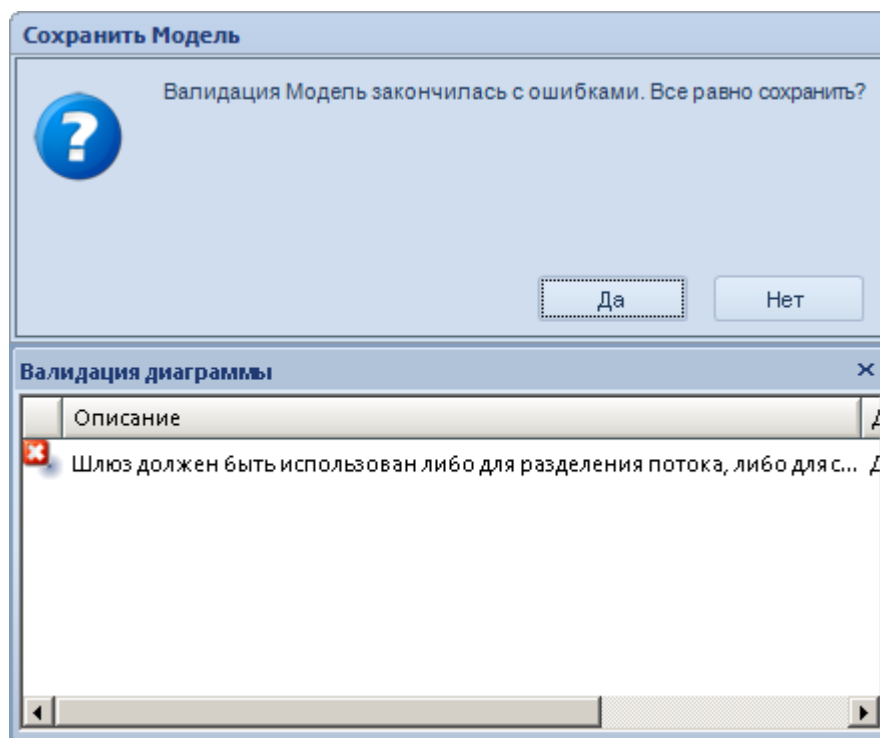 Сохранить Модель
Валидация Модель закончилась с ошибками. Все равно сохранить?
Да
Нет
Валидация диаграммы
Описание
Шлюз должен быть использован либо для разделения потока, либо для с...